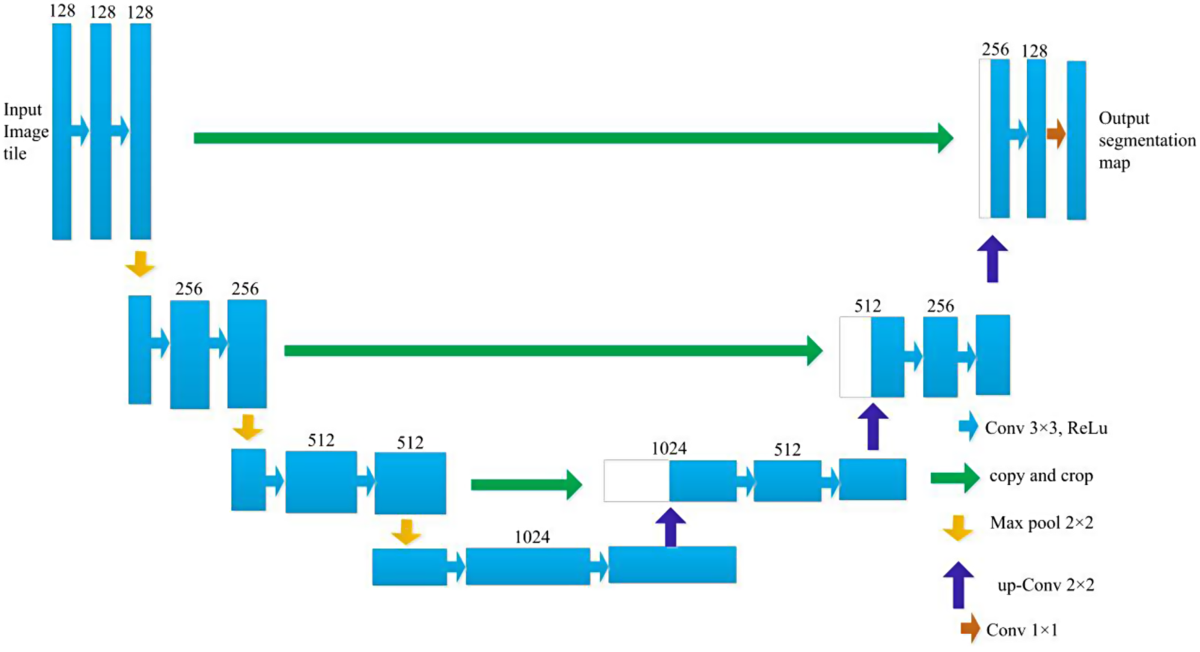 128 128 128
Input
Image
tile
256 128
Output
segmentation
map
256 256
512 256
512 512
1024 512
1024
Conv 3×3, ReLu
copy and crop
Max pool 2×2
up-Conv 2×2
Conv 1×1